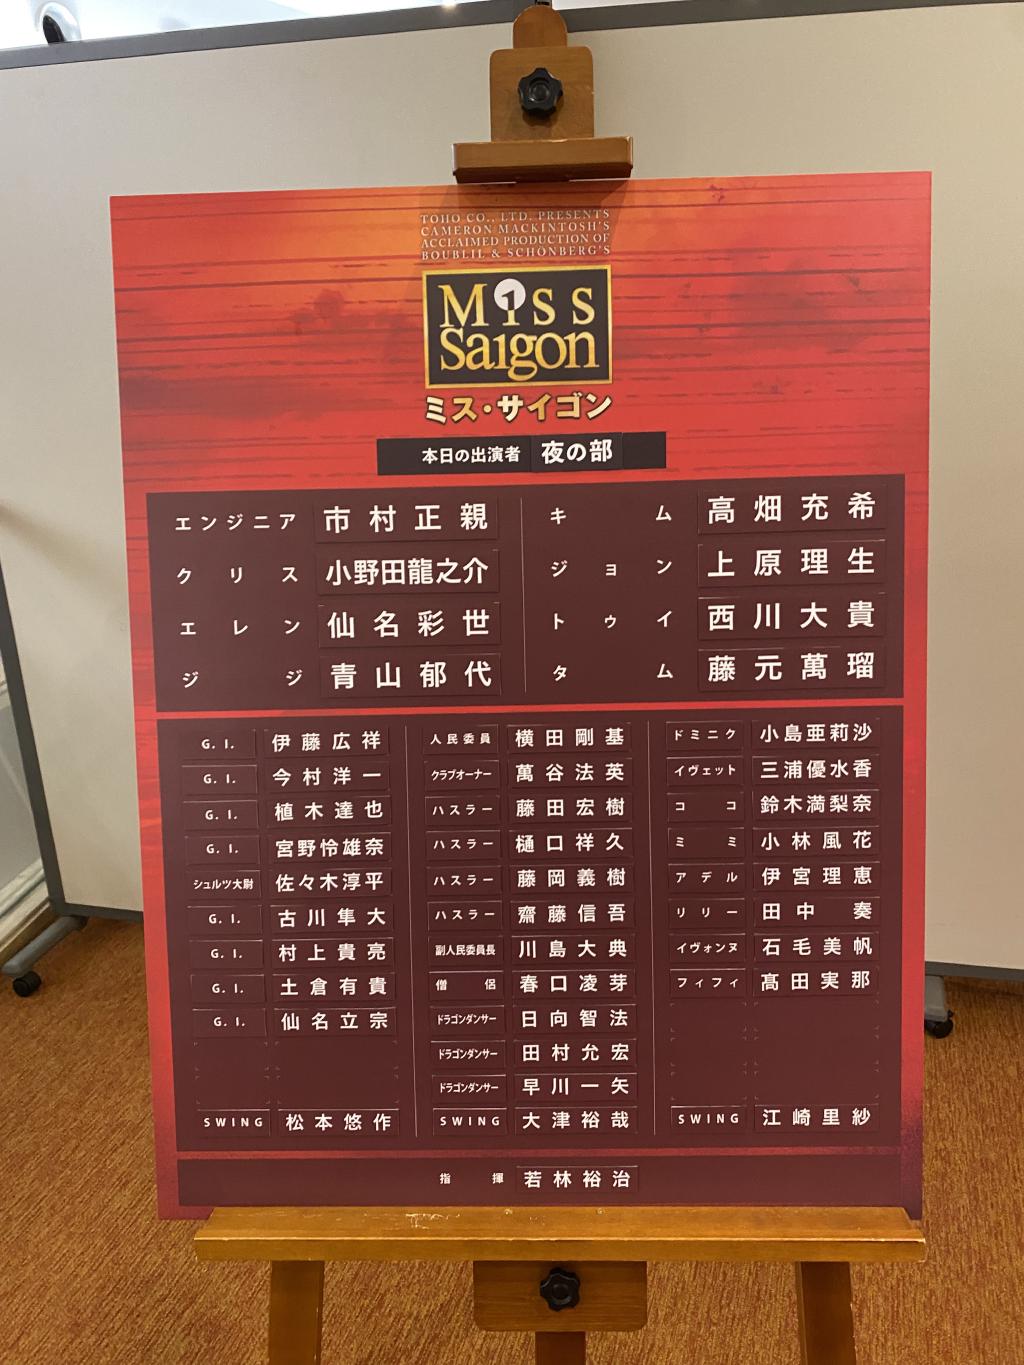 TOHO CO., LTD. PRESENTS
CAMERON MACKINTOSH'S
ACCLAIMED PRODUCTION OF
BOUBLIL & SCHÖNBERG'S
Miss
Saigon
ミス・サイゴン
本日の出演者 夜の部
エンジニア 市村正親
クリス 小野田龍之介
エレン 仙名彩世
ジジ 青山郁代
キム 高畑充希
ジョン 上原理生
トゥイ 西川大貴
タム 藤元萬瑠
G. I. 伊藤広祥
G. I. 今村洋一
G. I. 植木達也
G. I. 宮野怜雄奈
シュルツ大尉 佐々木淳平
G. I. 古川隼大
G. I. 村上貴亮
G. I. 土倉有貴
G. I. 仙名立宗
SWING 松本悠作
人民委員 横田剛基
クラブオーナー 萬谷法英
ハスラー 藤田宏樹
ハスラー 樋口祥久
ハスラー 藤岡義樹
ハスラー 齋藤信吾
副人民委員長 川島大典
僧侶 春口凌芽
ドラゴンダンサー 日向智法
ドラゴンダンサー 田村允宏
ドラゴンダンサー 早川一矢
SWING 大津裕哉
ドミニク 小島亜莉沙
イヴェット 三浦優水香
ココ 鈴木満梨奈
ミミ 小林風花
アデル 伊宮理恵
リリー 田中奏
イヴォンヌ 石毛美帆
フィフィ 髙田実那
SWING 江崎里紗
指揮 若林裕治